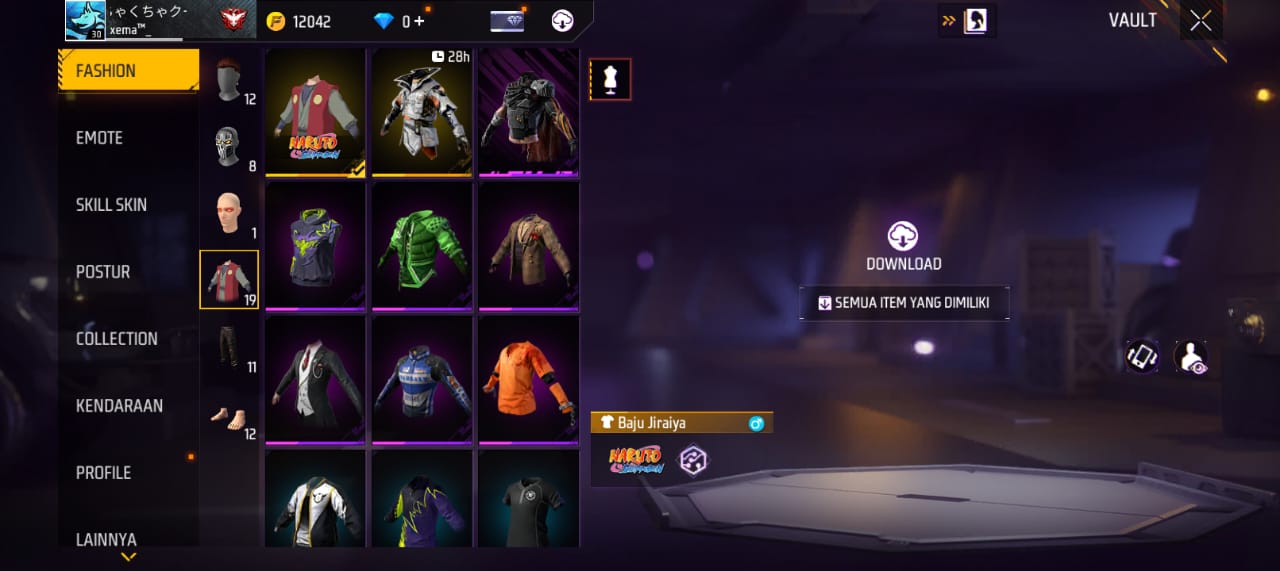 ゃくちゃク-
xema™_
30
12042
0+
VAULT
FASHION
EMOTE
SKILL SKIN
POSTUR
COLLECTION
KENDARAAN
PROFILE
LAINNYA
12
8
1
19
11
12
28h
NARUTO
DOWNLOAD
SEMUA ITEM YANG DIMILIKI
Baju Jiraiya
NARUTO